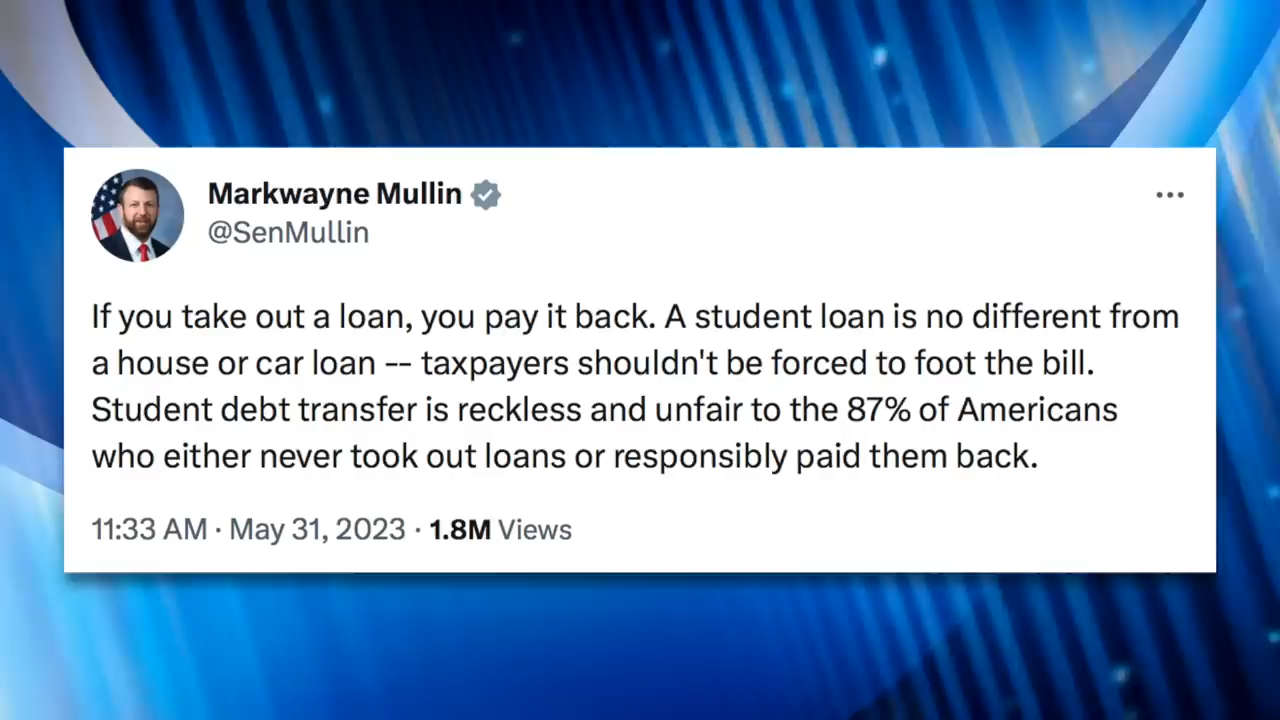 Markwayne Mullin
@SenMullin
If you take out a loan, you pay it back. A student loan is no different from
a house or car loan -- taxpayers shouldn't be forced to foot the bill.
Student debt transfer is reckless and unfair to the 87% of Americans
who either never took out loans or responsibly paid them back.
11:33 AM · May 31, 2023 · 1.8M Views